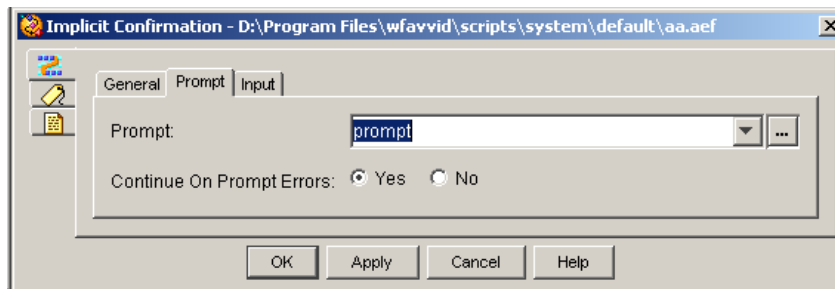 Implicit Confirmation - D:\Program Files\wfavvid\scripts\system\default\aa.aef
General Prompt Input
Prompt: prompt ...
Continue On Prompt Errors: Yes No
OK Apply Cancel Help